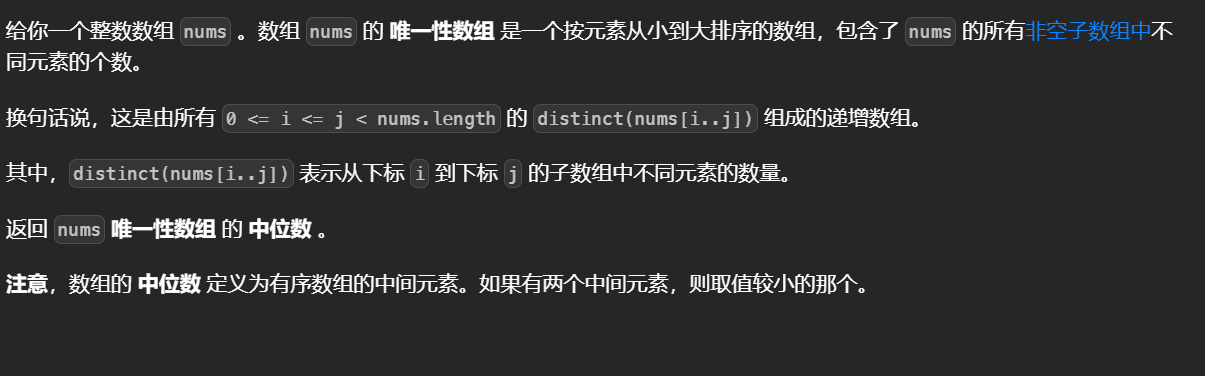 给你一个整数数组 nums 。数组 nums 的 唯一性数组 是一个按元素从小到大排序的数组，包含了 nums 的所有非空子数组中不
同元素的个数。
换句话说，这是由所有 0 <= i <= j < nums.length 的 distinct(nums[i..j]) 组成的递增数组。
其中，distinct(nums[i..j]) 表示从下标 i 到下标 j 的子数组中不同元素的数量。
返回 nums 唯一性数组 的 中位数 。
注意，数组的 中位数 定义为有序数组的中间元素。如果有两个中间元素，则取值较小的那个。